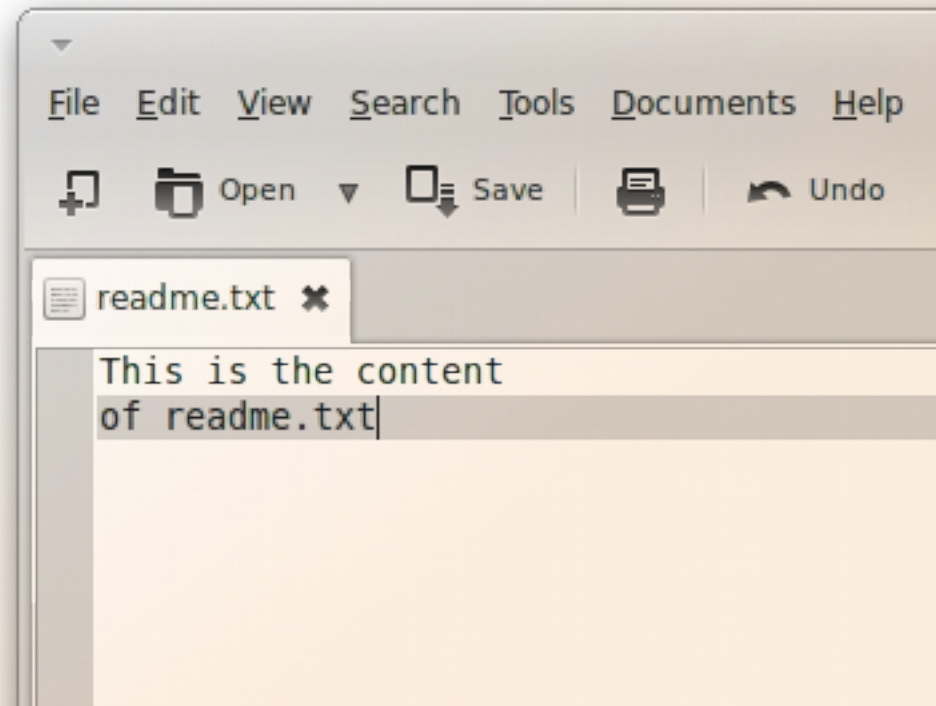 File Edit View Search Tools Documents Help
Open Save Undo
readme.txt
This is the content
of readme.txt